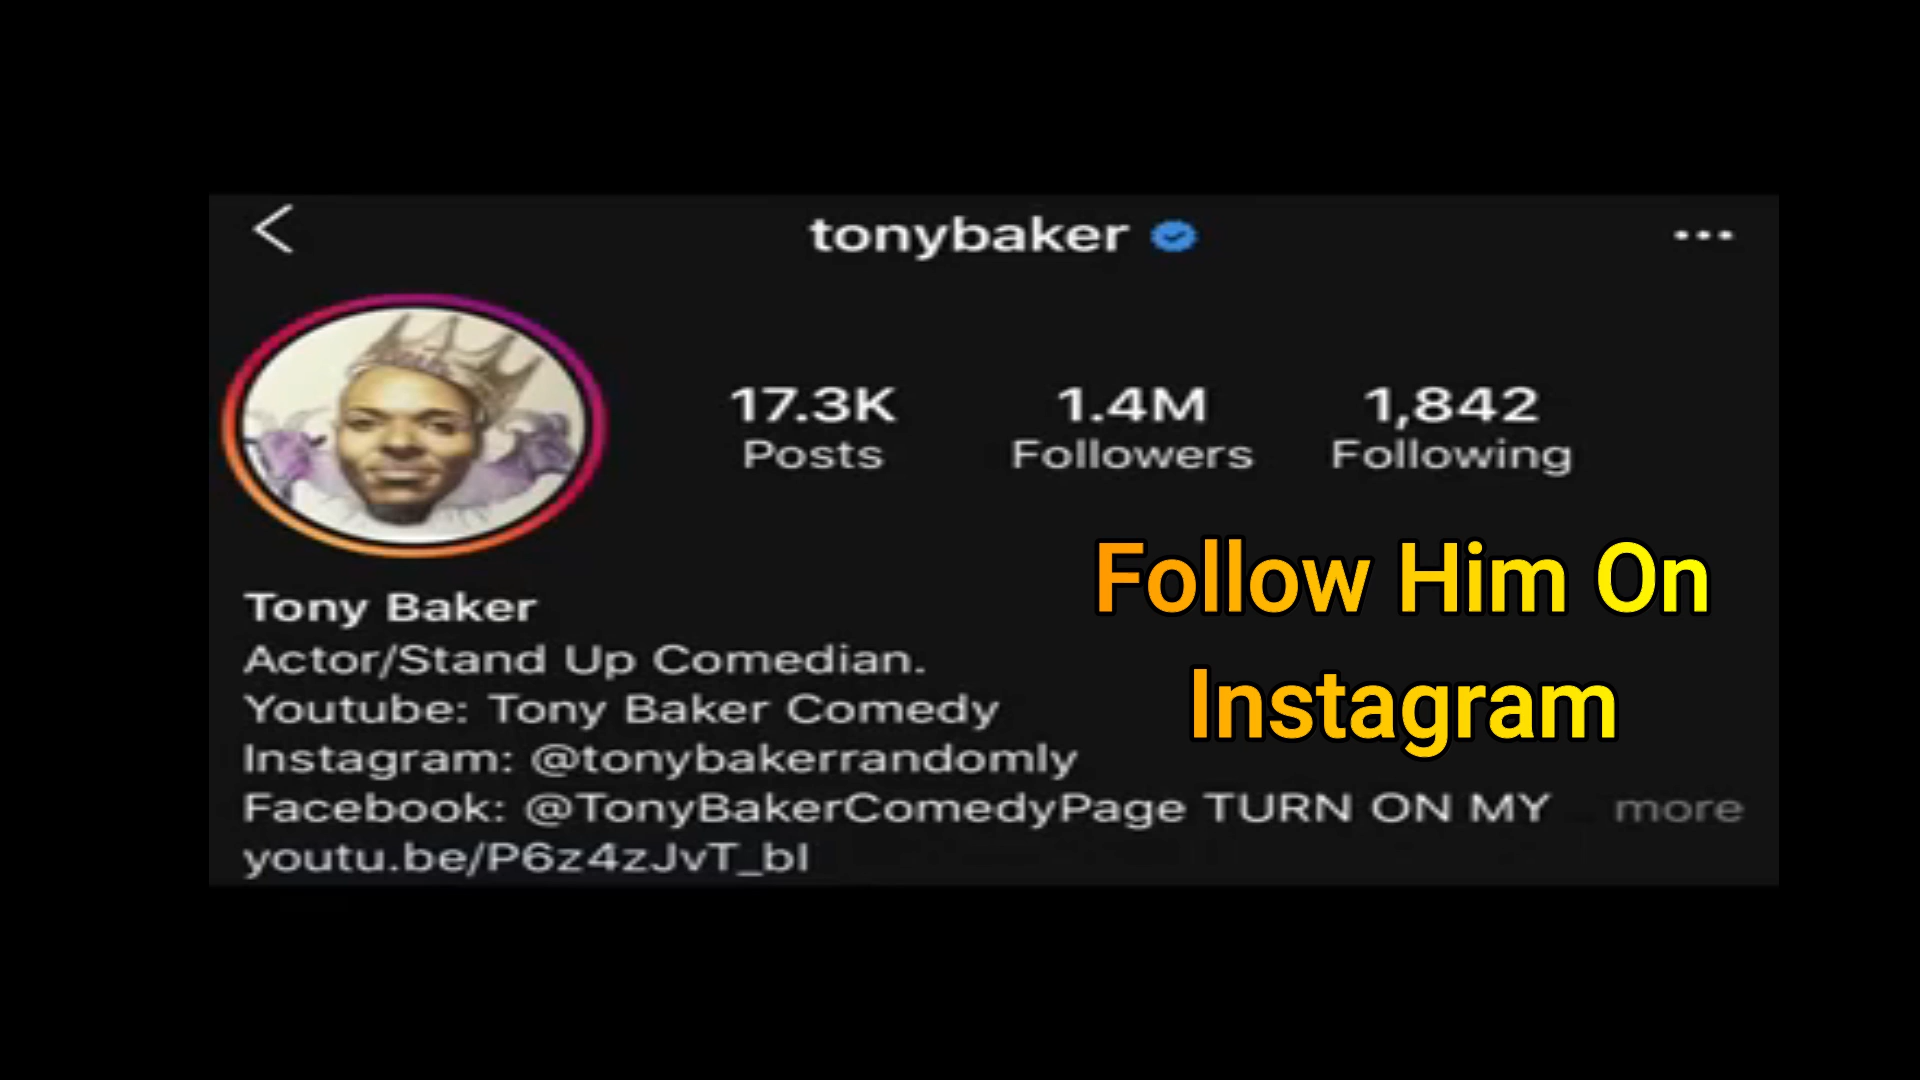 tonybaker
17.3K
Posts
1.4M
Followers
1,842
Following
Follow Him On
Instagram
Tony Baker
Actor/Stand Up Comedian.
Youtube: Tony Baker Comedy
Instagram: @tonybakerrandomly
Facebook: @TonyBakerComedyPage TURN ON MY more
youtu.be/P6z4zJvT_bI